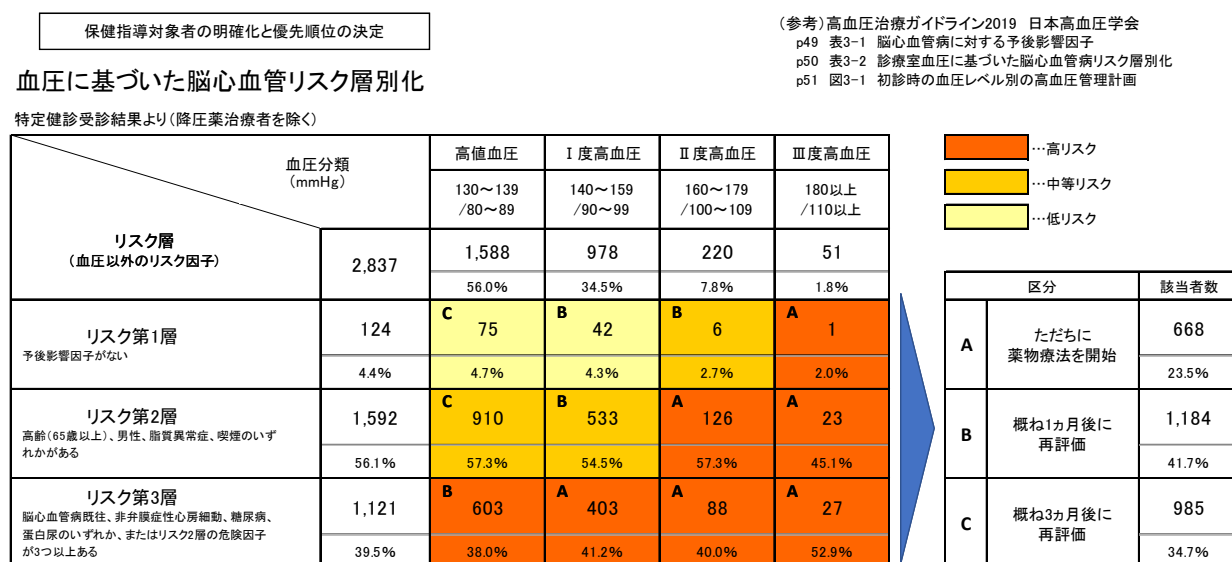 保健指導対象者の明確化と優先順位の決定
(参考)高血圧治療ガイドライン2019 日本高血圧学会
p49 表3-1 脳心血管病に対する予後影響因子
p50 表3-2 診療室血圧に基づいた脳心血管病リスク層別化
p51 図3-1 初診時の血圧レベル別の高血圧管理計画
血圧に基づいた脳心血管リスク層別化
特定健診受診結果より(降圧薬治療者を除く)
血圧分類
(mmHg)
高値血圧 Ⅰ度高血圧 Ⅱ度高血圧 Ⅲ度高血圧
130~139 140~159 160~179 180以上
/80~89 /90~99 /100~109 /110以上
リスク層
(血圧以外のリスク因子)
2,837 1,588 978 220 51
56.0% 34.5% 7.8% 1.8%
リスク第1層
予後影響因子がない
124 C 75 B 42 B 6 A 1
4.4% 4.7% 4.3% 2.7% 2.0%
リスク第2層
高齢(65歳以上)、男性、脂質異常症、喫煙のいず
れかがある
1,592 C 910 B 533 A 126 A 23
56.1% 57.3% 54.5% 57.3% 45.1%
リスク第3層
脳心血管病既往、非弁膜症性心房細動、糖尿病、
蛋白尿のいずれか、またはリスク2層の危険因子
が3つ以上ある
1,121 B 603 A 403 A 88 A 27
39.5% 38.0% 41.2% 40.0% 52.9%
…高リスク
…中等リスク
…低リスク
区分 該当者数
A ただちに
薬物療法を開始
668
23.5%
B 概ね1ヵ月後に
再評価
1,184
41.7%
C 概ね3ヵ月後に
再評価
985
34.7%